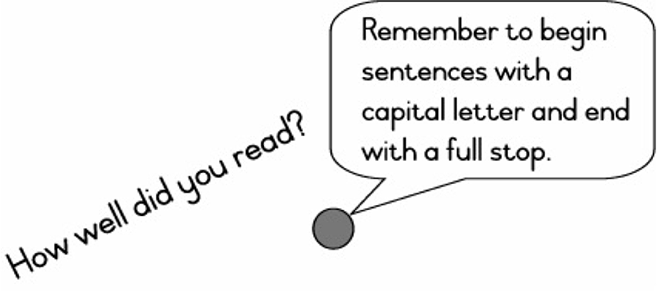 How well did you read?
Remember to begin
sentences with a
capital letter and end
with a full stop.